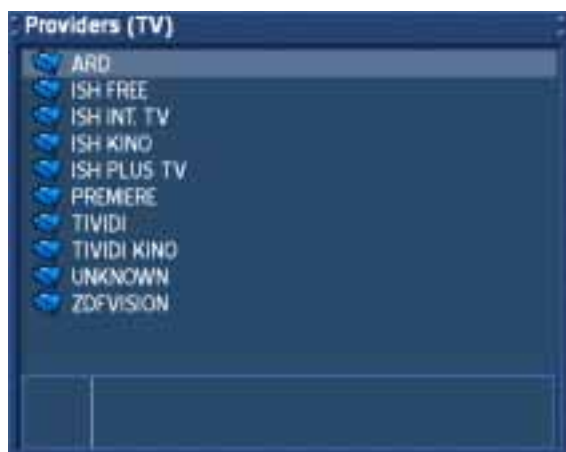 Providers (TV)
ARD
ISH FREE
ISH INT. TV
ISH KINO
ISH PLUS TV
PREMIERE
TIVIDI
TIVIDI KINO
UNKNOWN
ZDFVISION